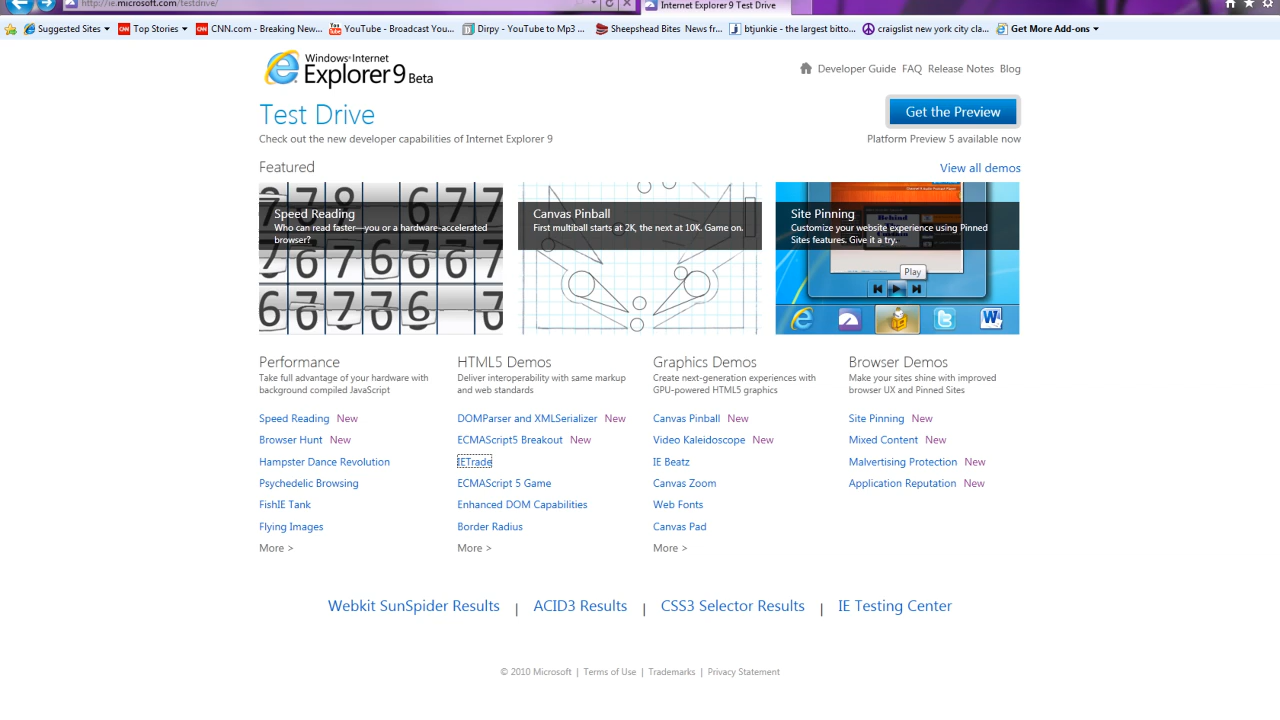 http://ie.microsoft.com/testdrive/
Internet Explorer 9 Test Drive
Suggested Sites
Top Stories
CNN.com - Breaking New...
YouTube - Broadcast You...
Dirpy - YouTube to Mp3 ...
Sheepshead Bites News fr...
btjunkie - the largest bitto...
craigslist new york city cla...
Get More Add-ons
Windows Internet
Explorer 9 Beta
Developer Guide FAQ Release Notes Blog
Test Drive
Get the Preview
Check out the new developer capabilities of Internet Explorer 9
Platform Preview 5 available now
Featured
View all demos
Speed Reading
Who can read faster—you or a hardware-accelerated
browser?
Canvas Pinball
First multiball starts at 2K, the next at 10K. Game on.
Site Pinning
Customize your website experience using Pinned
Sites features. Give it a try.
Behind
The
Play
Performance
Take full advantage of your hardware with
background compiled JavaScript
Speed Reading New
Browser Hunt New
Hampster Dance Revolution
Psychedelic Browsing
FishIE Tank
Flying Images
More >
HTML5 Demos
Deliver interoperability with same markup
and web standards
DOMParser and XMLSerializer New
ECMAScript5 Breakout New
IETrade
ECMAScript 5 Game
Enhanced DOM Capabilities
Border Radius
More >
Graphics Demos
Create next-generation experiences with
GPU-powered HTML5 graphics
Canvas Pinball New
Video Kaleidoscope New
IE Beatz
Canvas Zoom
Web Fonts
Canvas Pad
More >
Browser Demos
Make your sites shine with improved
browser UX and Pinned Sites
Site Pinning New
Mixed Content New
Malvertising Protection New
Application Reputation New
Webkit SunSpider Results | ACID3 Results | CSS3 Selector Results | IE Testing Center
© 2010 Microsoft | Terms of Use | Trademarks | Privacy Statement